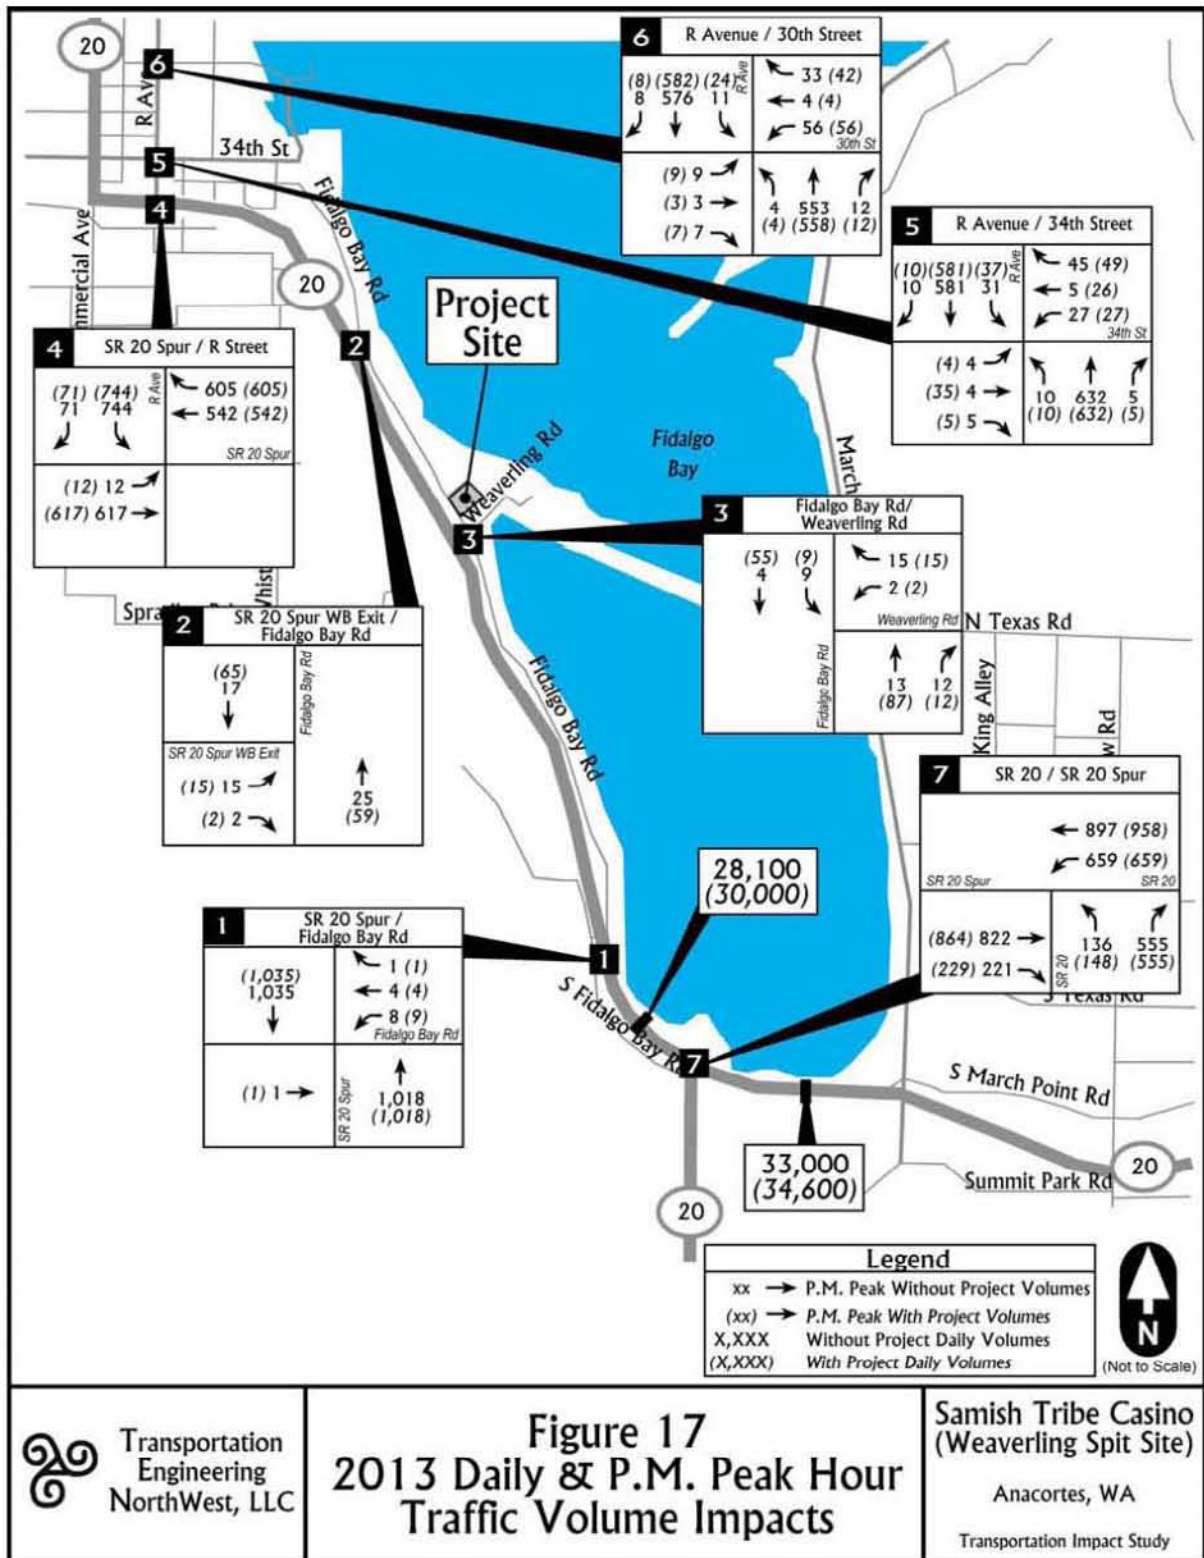 20
6
R Ave
34th St
5
4
Fidalgo Bay Rd
20
2
Project
Site
Weaverling Rd
3
Fidalgo
Bay
March
N Texas Rd
King Alley
Fidalgo Bay Rd
1
S Fidalgo Bay
7
28,100
(30,000)
33,000
(34,600)
S March Point Rd
Summit Park Rd
20
20
6 R Avenue / 30th Street
(8) (582) (24)
8 576 11
R Ave
33 (42)
4 (4)
56 (56)
30th St
(9) 9
(3) 3
(7) 7
4 553 12
(4) (558) (12)
5 R Avenue / 34th Street
(10) (581) (37)
10 581 31
R Ave
45 (49)
5 (26)
27 (27)
34th St
(4) 4
(35) 4
(5) 5
10 632 5
(10) (632) (5)
4 SR 20 Spur / R Street
(71) (744)
71 744
R Ave
605 (605)
542 (542)
SR 20 Spur
(12) 12
(617) 617
3 Fidalgo Bay Rd/
Weaverling Rd
(55) (9)
4 9
15 (15)
2 (2)
Weaverling Rd
Fidalgo Bay Rd
13 12
(87) (12)
2 SR 20 Spur WB Exit /
Fidalgo Bay Rd
(65)
17
Fidalgo Bay Rd
SR 20 Spur WB Exit
(15) 15
(2) 2
25
(59)
7 SR 20 / SR 20 Spur
897 (958)
659 (659)
SR 20 Spur
SR 20
(864) 822
(229) 221
SR 20
136 555
(148) (555)
1 SR 20 Spur /
Fidalgo Bay Rd
(1,035)
1,035
1 (1)
4 (4)
8 (9)
Fidalgo Bay Rd
(1) 1
SR 20 Spur
1,018
(1,018)
Legend
xx → P.M. Peak Without Project Volumes
(xx) → P.M. Peak With Project Volumes
X,XXX Without Project Daily Volumes
(X,XXX) With Project Daily Volumes
N
(Not to Scale)
Transportation
Engineering
NorthWest, LLC
Figure 17
2013 Daily & P.M. Peak Hour
Traffic Volume Impacts
Samish Tribe Casino
(Weaverling Spit Site)
Anacortes, WA
Transportation Impact Study